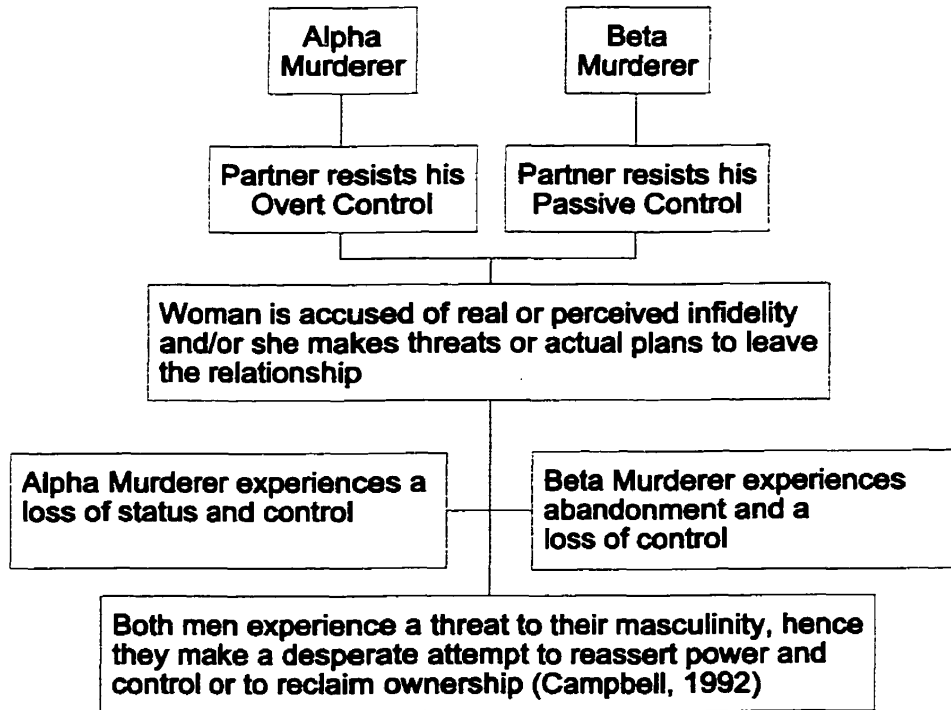 Alpha
Murderer
Beta
Murderer
Partner resists his
Overt Control
Partner resists his
Passive Control
Woman is accused of real or perceived infidelity
and/or she makes threats or actual plans to leave
the relationship
Alpha Murderer experiences a
loss of status and control
Beta Murderer experiences
abandonment and a
loss of control
Both men experience a threat to their masculinity, hence
they make a desperate attempt to reassert power and
control or to reclaim ownership (Campbell, 1992)